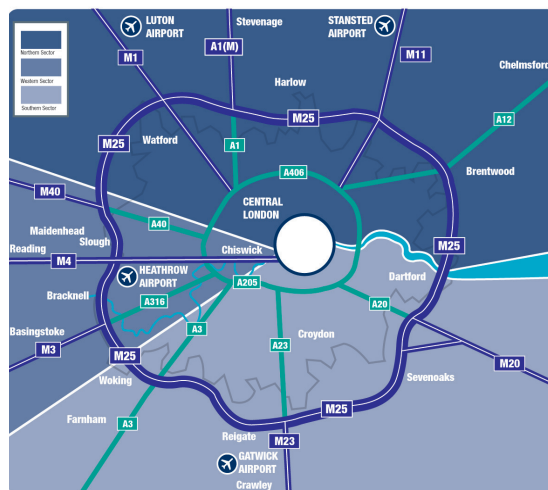 LUTON
AIRPORT
Stevenage
STANSTED
AIRPORT
Northern Sector
Western Sector
Southern Sector
M1
A1(M)
M11
Chelmsford
Harlow
M25
A12
Watford
M25
A1
A406
Brentwood
M40
CENTRAL
LONDON
Maidenhead
A40
Slough
Reading
M4
Chiswick
M25
HEATHROW
AIRPORT
Dartford
Bracknell
A205
A316
A20
Basingstoke
A3
M3
A23
Croydon
M25
M20
Woking
Sevenoaks
Farnham
A3
M25
Reigate
M23
GATWICK
AIRPORT
Crawley